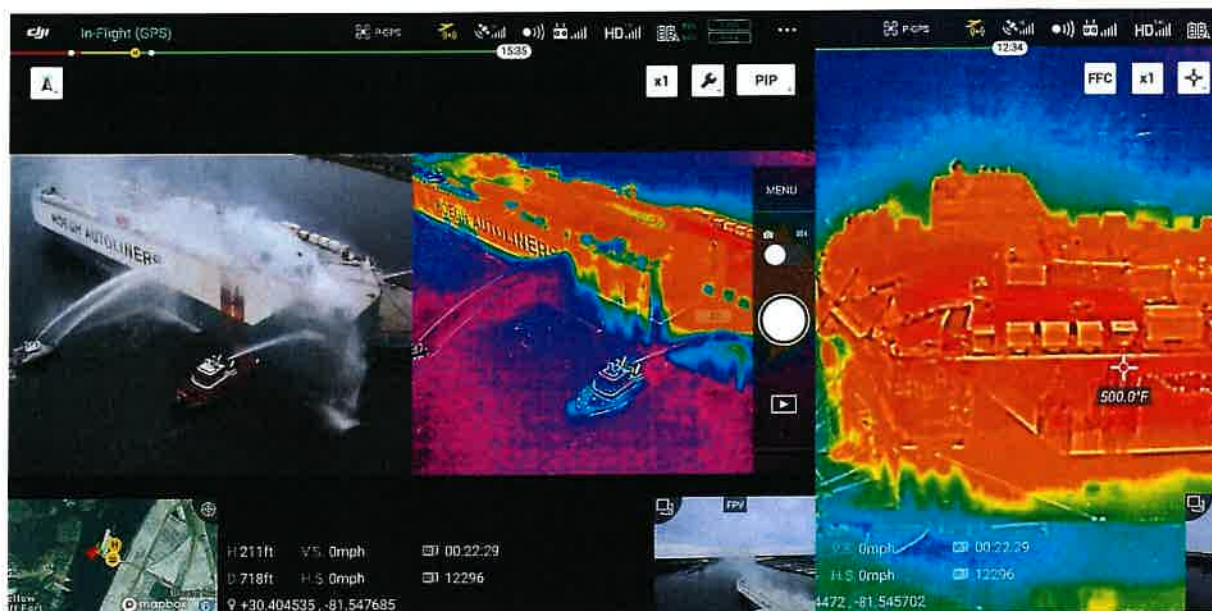 dji In-Flight (GPS) P-GPS HD
15:35
x1 PIP
HOEGH AUTOLINERS
MENU
FPV
H 211ft V.S. 0mph 00:22:29
D 718ft H.S. 0mph 12296
+30.404535, -81.547685
mapbox
P-GPS HD
12:34
FFC x1
500.0°F
V.S. 0mph 00:22:29
H.S. 0mph 12296
4472, -81.545702